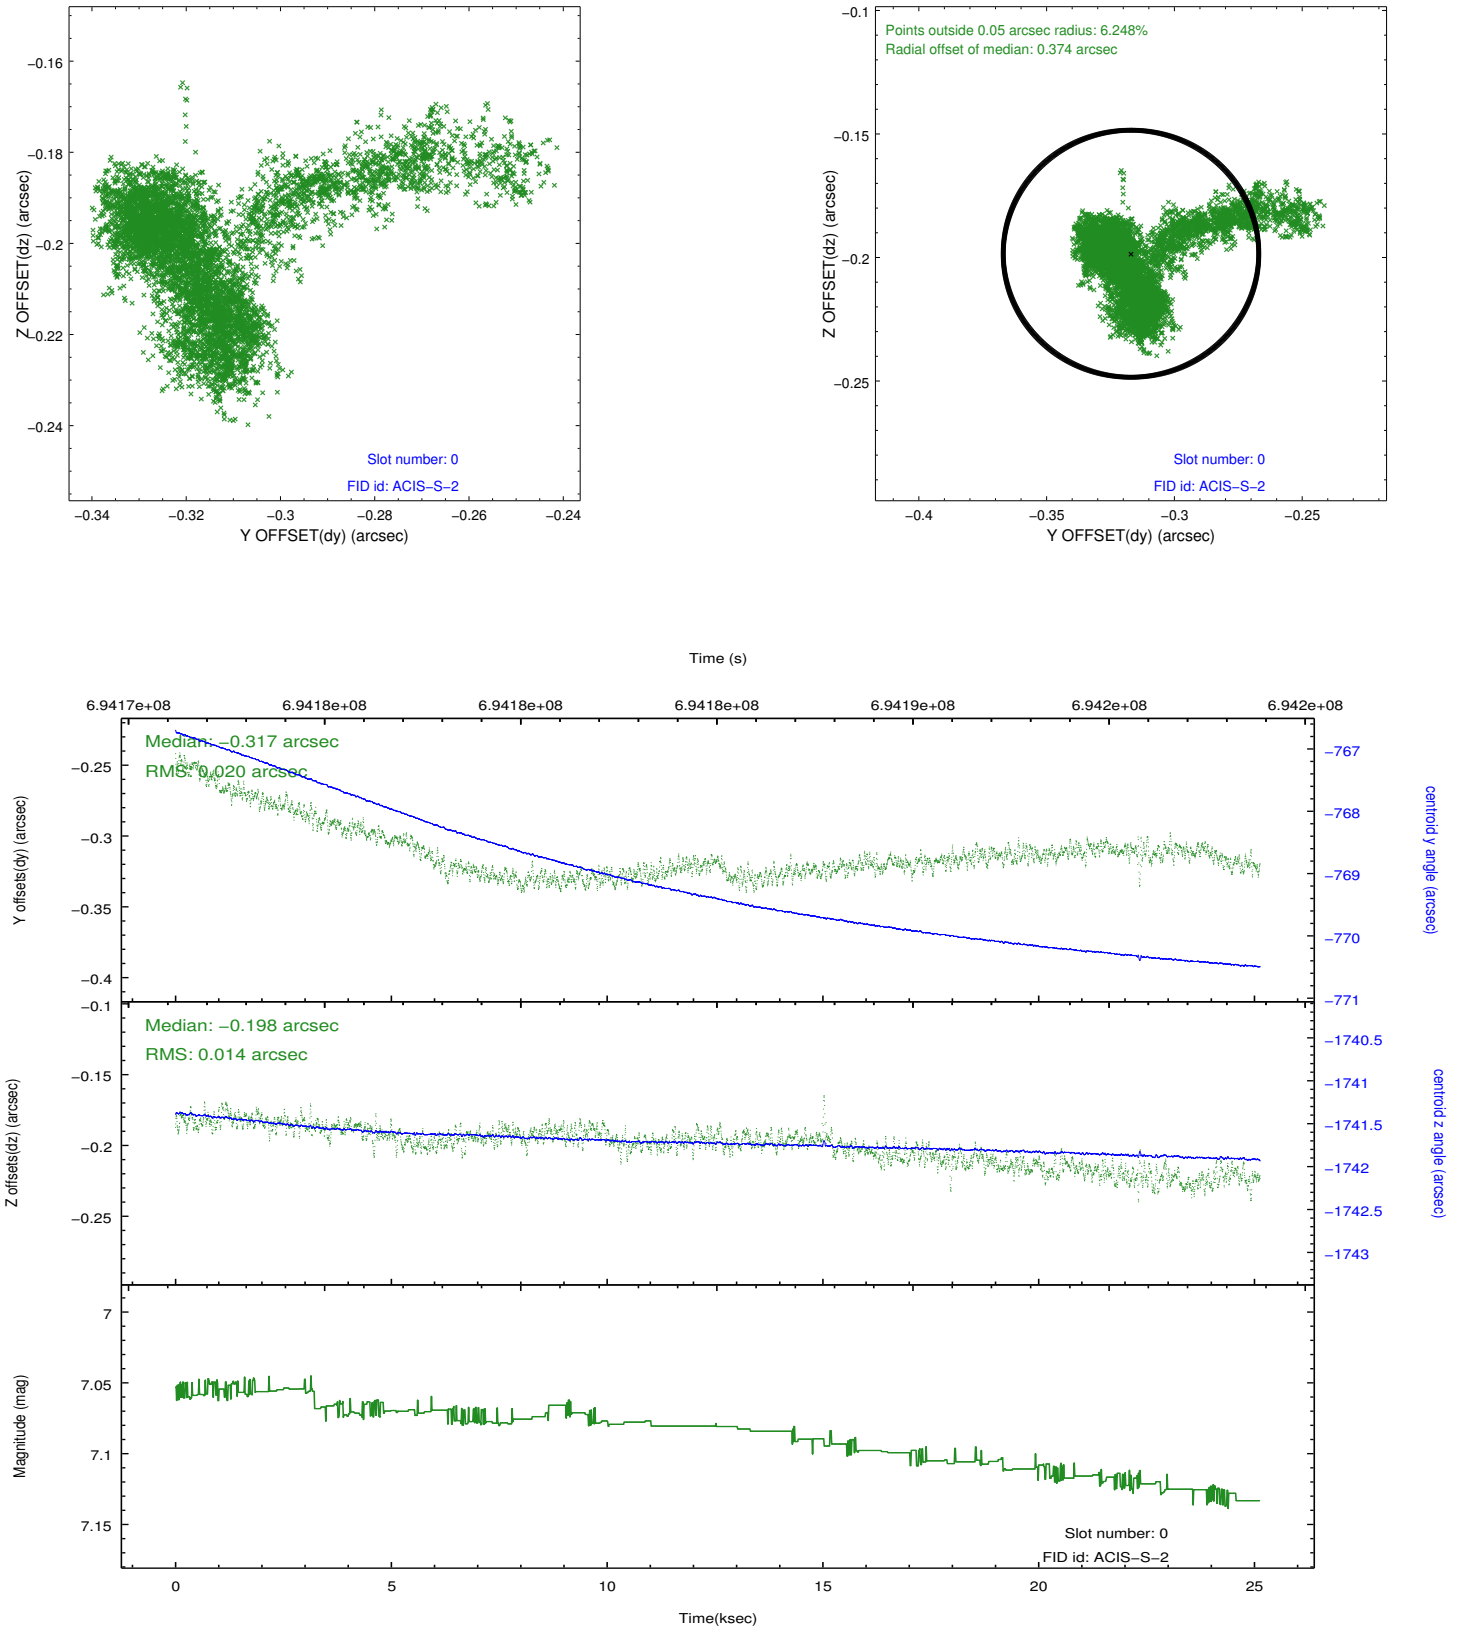 −0.16
−0.18
−0.2
−0.22
−0.24
Z OFFSET(dz) (arcsec)
Slot number: 0
FID id: ACIS−S−2
−0.34 −0.32 −0.3 −0.28 −0.26 −0.24
Y OFFSET(dy) (arcsec)
−0.1
−0.15
−0.2
−0.25
Z OFFSET(dz) (arcsec)
Points outside 0.05 arcsec radius: 6.248%
Radial offset of median: 0.374 arcsec
Slot number: 0
FID id: ACIS−S−2
−0.4 −0.35 −0.3 −0.25
Y OFFSET(dy) (arcsec)
Time (s)
6.9417e+08 6.9418e+08 6.9418e+08 6.9418e+08 6.9419e+08 6.942e+08 6.942e+08
Median: −0.317 arcsec
RMS: 0.020 arcsec
−0.25
−0.3
−0.35
−0.4
Y offsets(dy) (arcsec)
−767
−768
−769
−770
−771
centroid y angle (arcsec)
Median: −0.198 arcsec
RMS: 0.014 arcsec
−0.1
−0.15
−0.2
−0.25
Z offsets(dz) (arcsec)
−1740.5
−1741
−1741.5
−1742
−1742.5
−1743
centroid z angle (arcsec)
7
7.05
7.1
7.15
Magnitude (mag)
Slot number: 0
FID id: ACIS−S−2
0 5 10 15 20 25
Time(ksec)